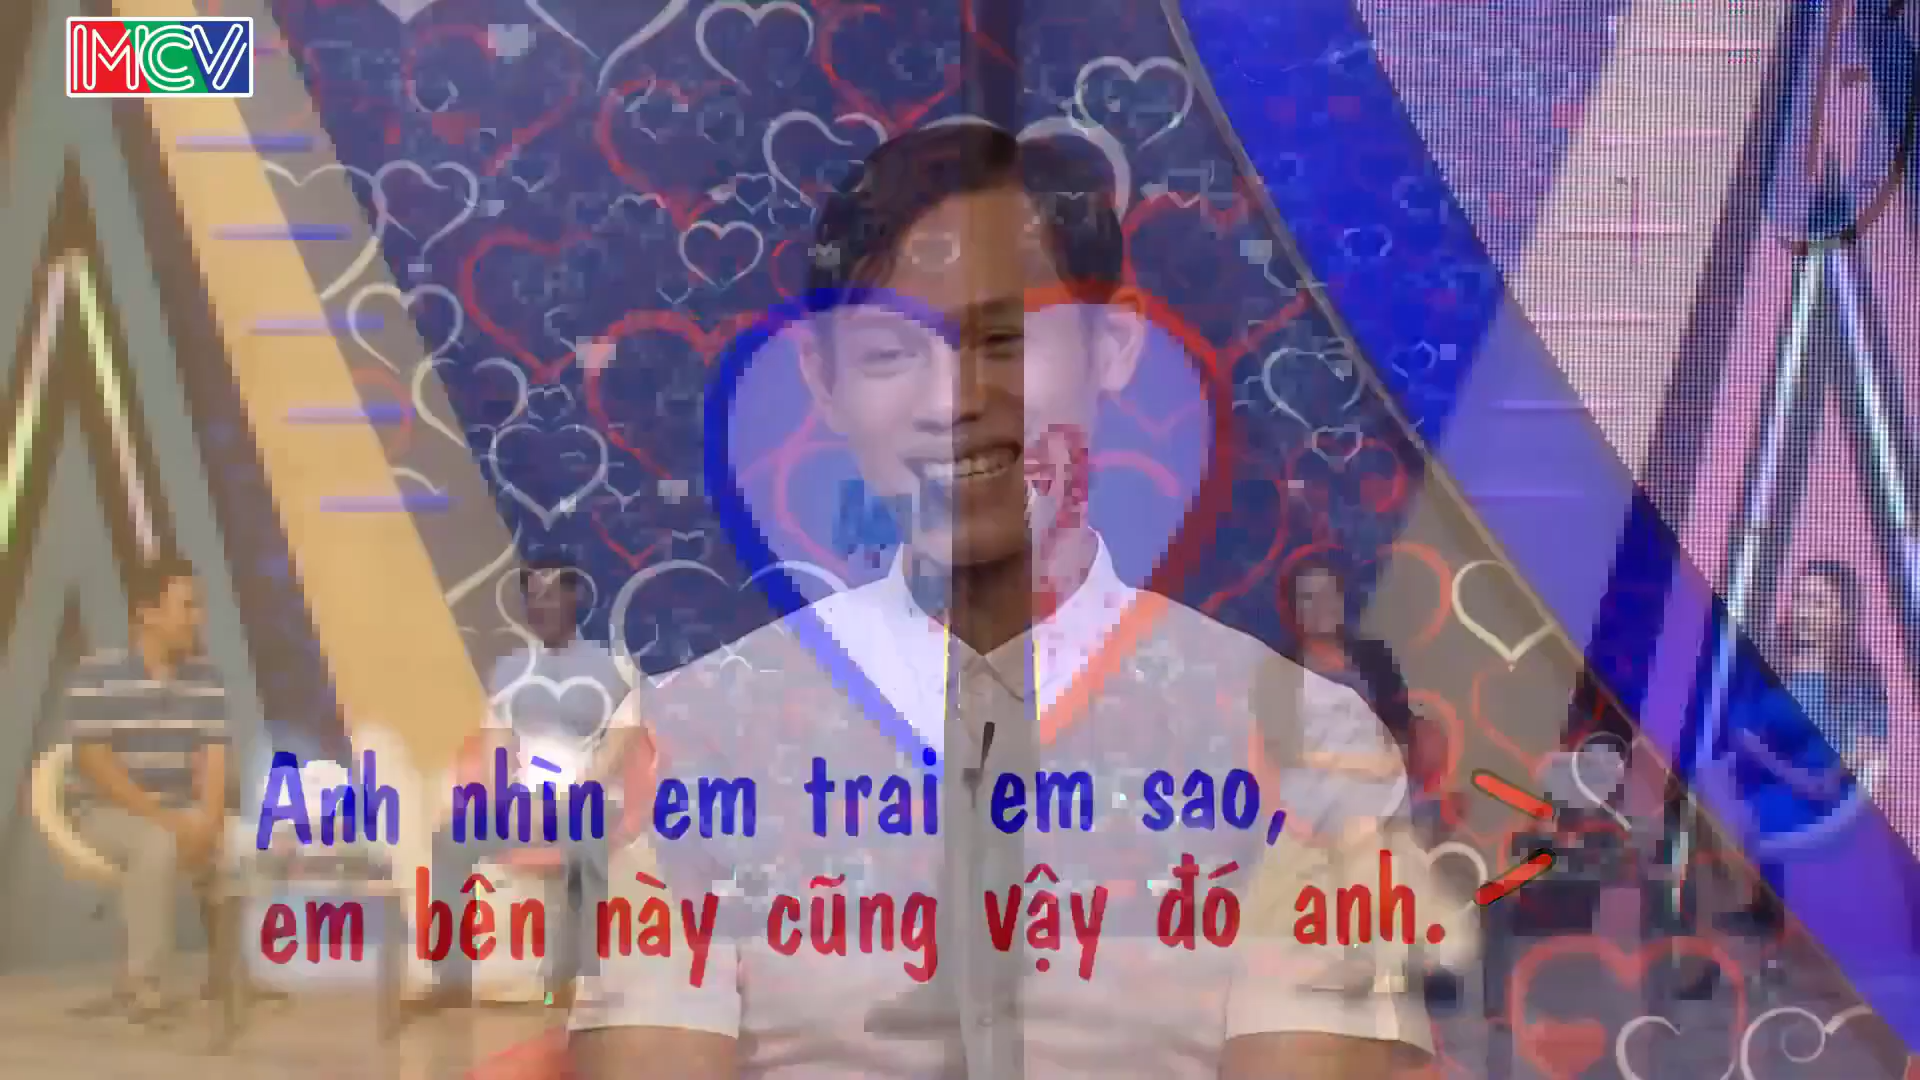 MCV
Anh nhìn em trai em sao,
em bên này cũng vậy đó anh.